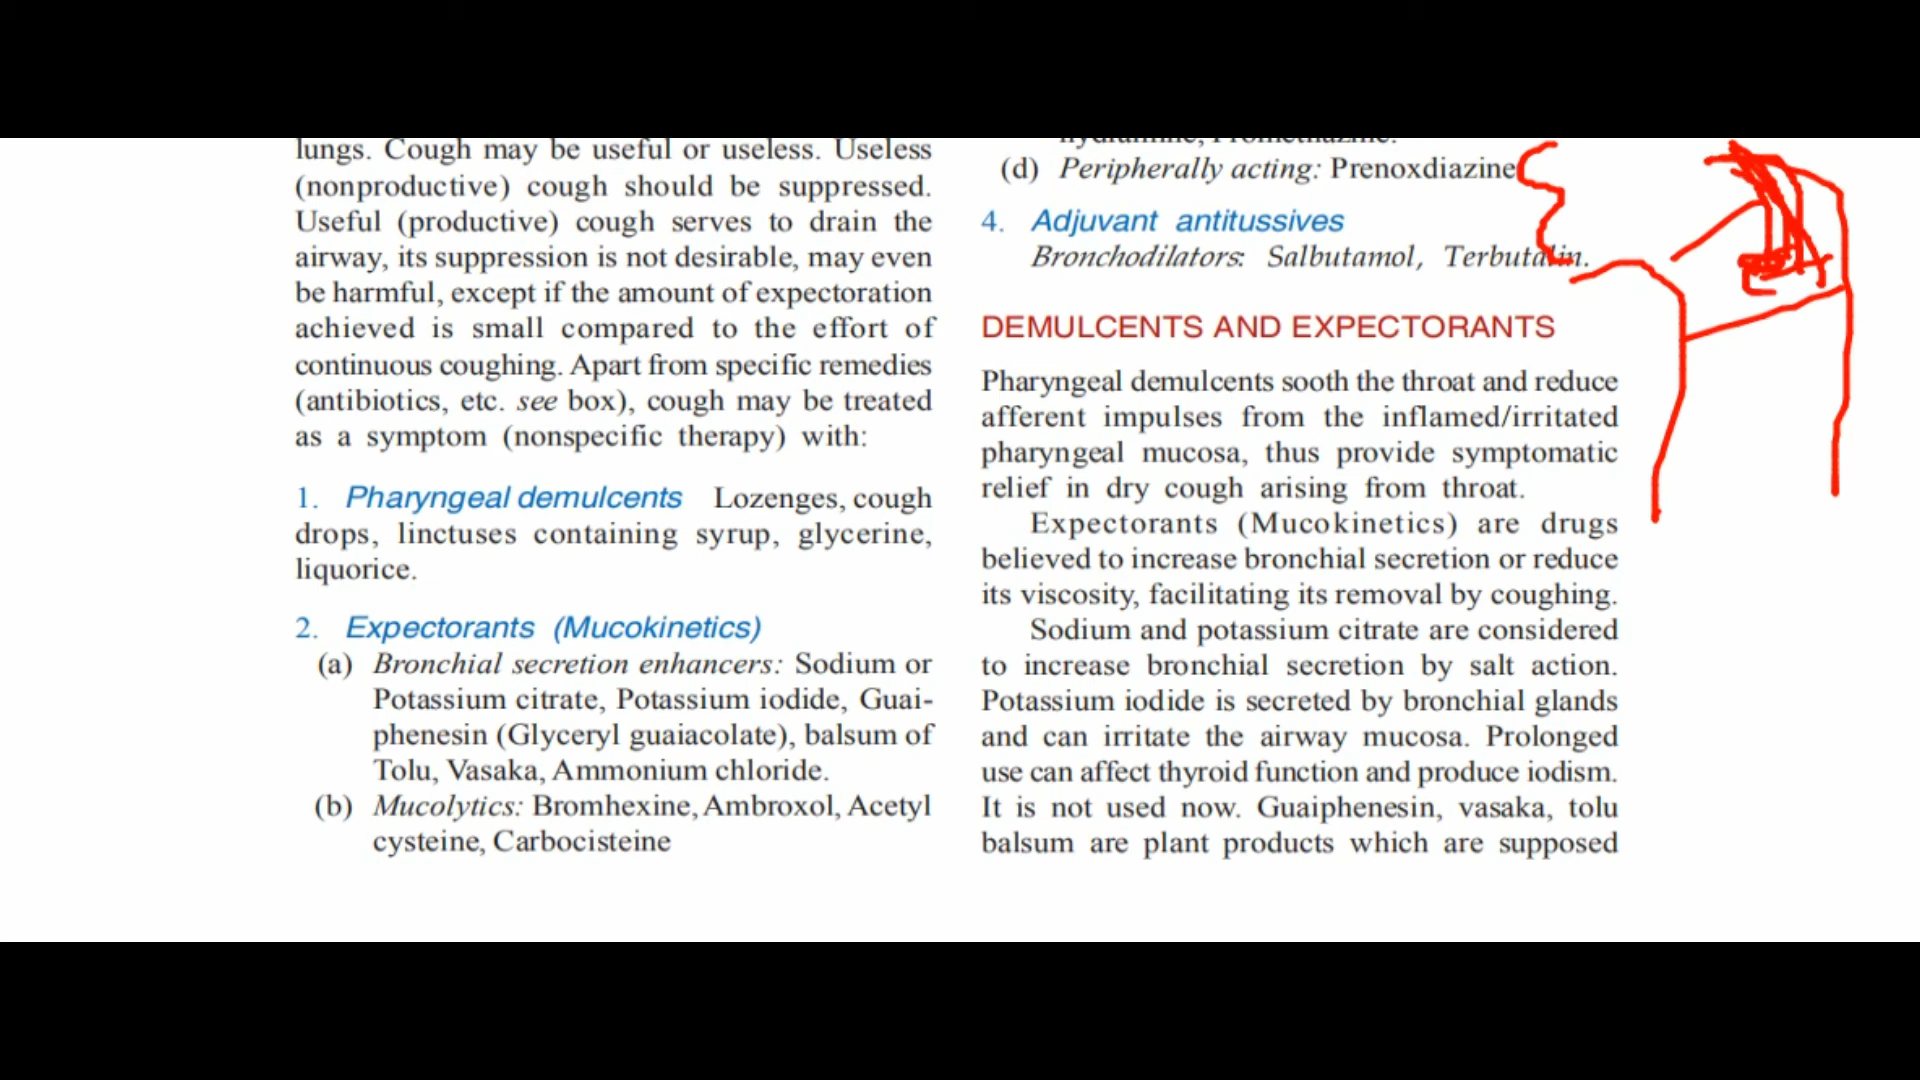 lungs. Cough may be useful or useless. Useless
(nonproductive) cough should be suppressed.
Useful (productive) cough serves to drain the
airway, its suppression is not desirable, may even
be harmful, except if the amount of expectoration
achieved is small compared to the effort of
continuous coughing. Apart from specific remedies
(antibiotics, etc. see box), cough may be treated
as a symptom (nonspecific therapy) with:
1. Pharyngeal demulcents Lozenges, cough
drops, linctuses containing syrup, glycerine,
liquorice.
2. Expectorants (Mucokinetics)
(a) Bronchial secretion enhancers: Sodium or
Potassium citrate, Potassium iodide, Guai-
phenesin (Glyceryl guaiacolate), balsum of
Tolu, Vasaka, Ammonium chloride.
(b) Mucolytics: Bromhexine, Ambroxol, Acetyl
cysteine, Carbocisteine
hydramine, Promethazine.
(d) Peripherally acting: Prenoxdiazine
4. Adjuvant antitussives
Bronchodilators: Salbutamol, Terbutalin.
DEMULCENTS AND EXPECTORANTS
Pharyngeal demulcents sooth the throat and reduce
afferent impulses from the inflamed/irritated
pharyngeal mucosa, thus provide symptomatic
relief in dry cough arising from throat.
Expectorants (Mucokinetics) are drugs
believed to increase bronchial secretion or reduce
its viscosity, facilitating its removal by coughing.
Sodium and potassium citrate are considered
to increase bronchial secretion by salt action.
Potassium iodide is secreted by bronchial glands
and can irritate the airway mucosa. Prolonged
use can affect thyroid function and produce iodism.
It is not used now. Guaiphenesin, vasaka, tolu
balsum are plant products which are supposed